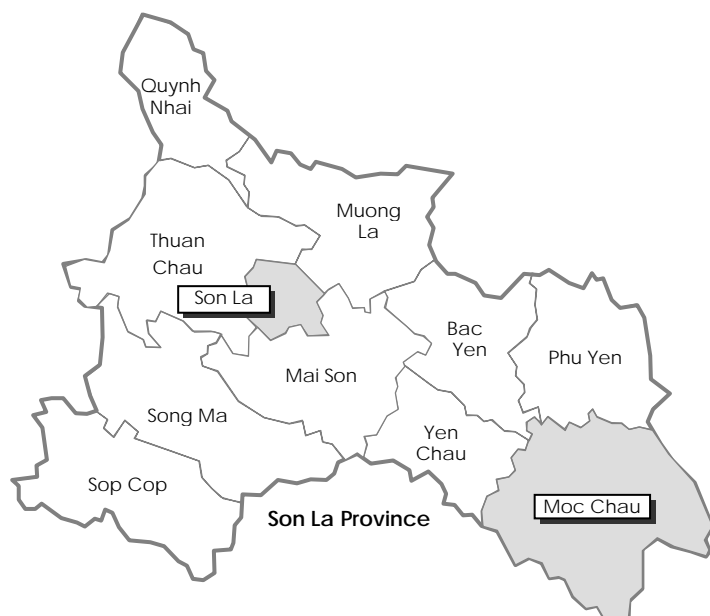 Quynh
Nhai
Muong
La
Thuan
Chau
Son La
Bac
Yen
Phu Yen
Mai Son
Song Ma
Yen
Chau
Sop Cop
Moc Chau
Son La Province